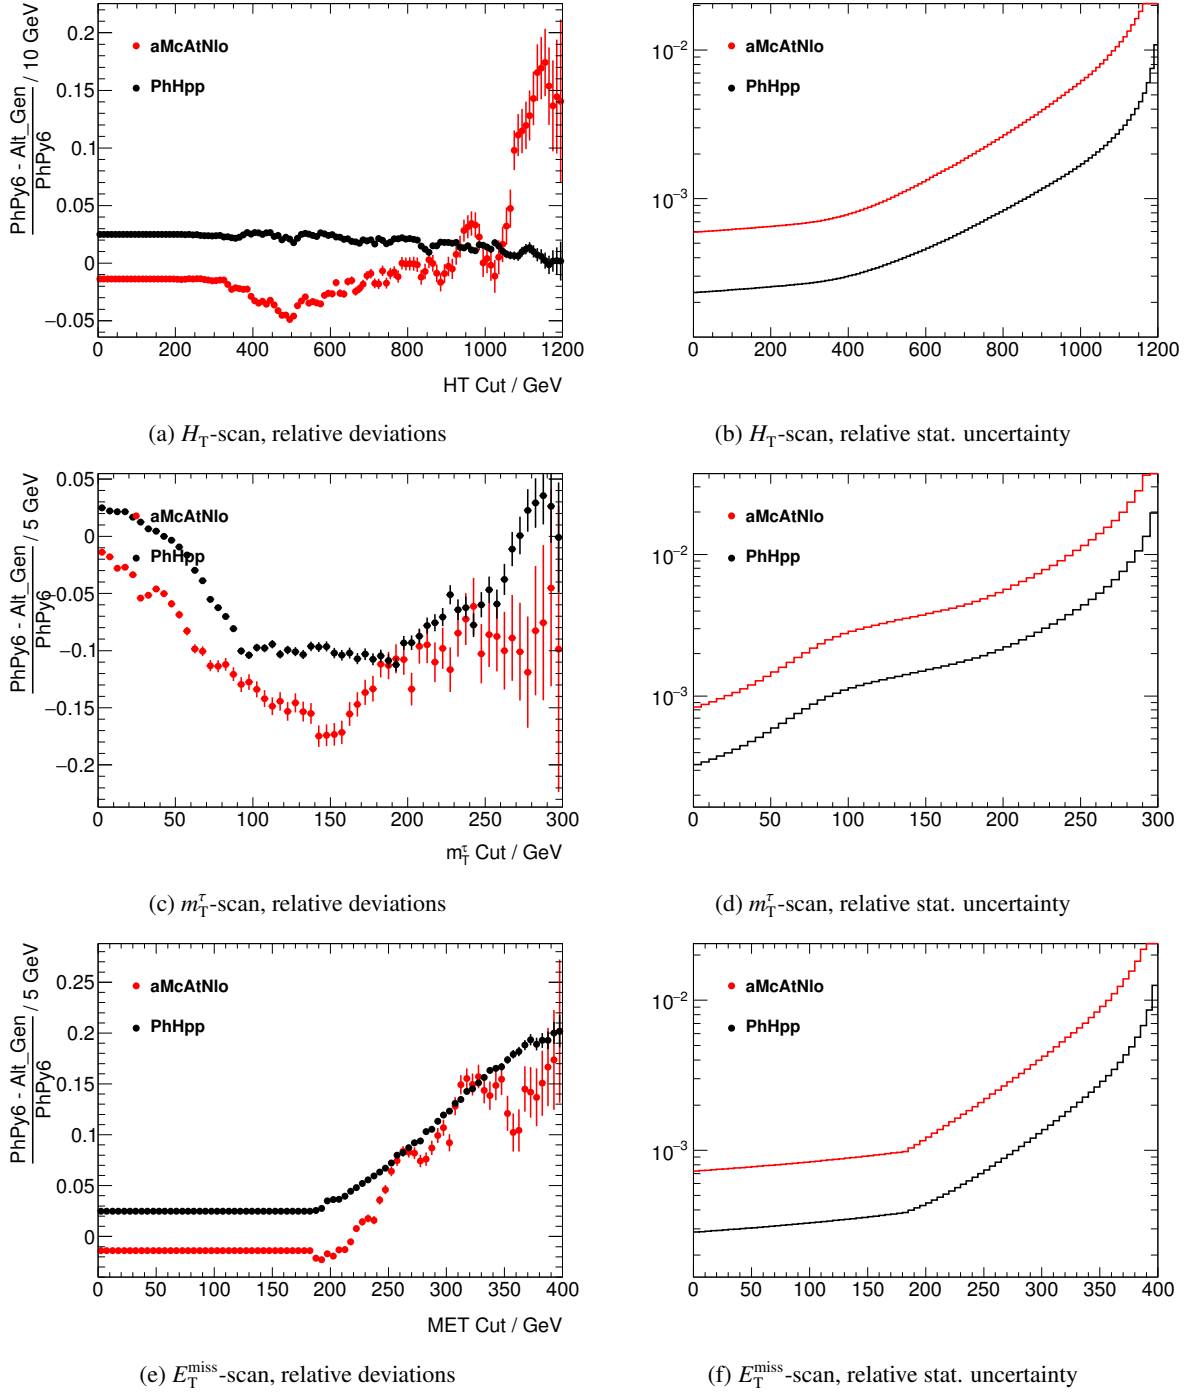 PhPy6 - Alt_Gen / 10 GeV
PhPy6
0.2
0.15
0.1
0.05
0
−0.05
aMcAtNlo
PhHpp
0 200 400 600 800 1000 1200
HT Cut / GeV
(a) H_T-scan, relative deviations
10⁻²
10⁻³
aMcAtNlo
PhHpp
0 200 400 600 800 1000 1200
(b) H_T-scan, relative stat. uncertainty
PhPy6 - Alt_Gen / 5 GeV
PhPy6
0.05
0
−0.05
−0.1
−0.15
−0.2
aMcAtNlo
PhHpp
0 50 100 150 200 250 300
m_T^τ Cut / GeV
(c) m_T^τ-scan, relative deviations
10⁻²
10⁻³
aMcAtNlo
PhHpp
0 50 100 150 200 250 300
(d) m_T^τ-scan, relative stat. uncertainty
PhPy6 - Alt_Gen / 5 GeV
PhPy6
0.25
0.2
0.15
0.1
0.05
0
aMcAtNlo
PhHpp
0 50 100 150 200 250 300 350 400
MET Cut / GeV
(e) E_T^miss-scan, relative deviations
10⁻²
10⁻³
aMcAtNlo
PhHpp
0 50 100 150 200 250 300 350 400
(f) E_T^miss-scan, relative stat. uncertainty